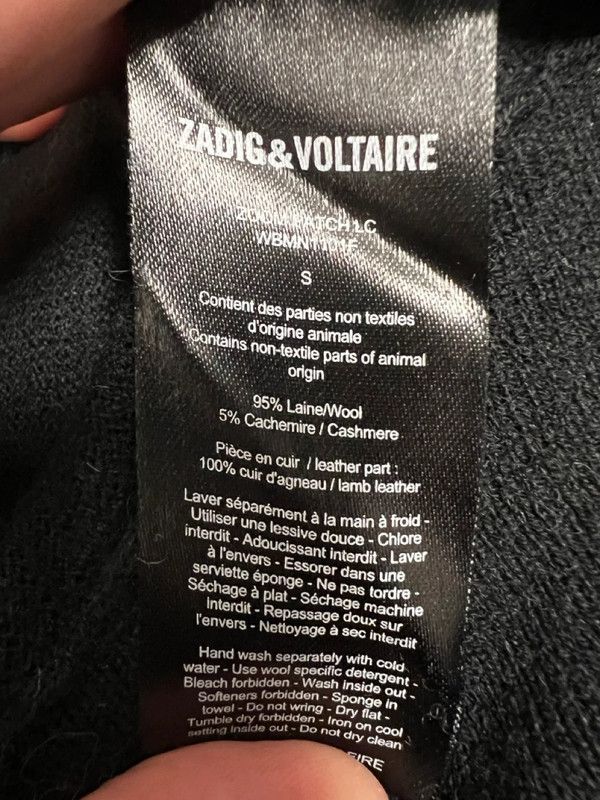 ZADIG&VOLTAIRE
PATCH LC
S
Contient des parties non textiles
d'origine animale
Contains non-textile parts of animal
origin
95% Laine/Wool
5% Cachemire / Cashmere
Pièce en cuir / leather part :
100% cuir d'agneau / lamb leather
Laver séparément à la main à froid -
Utiliser une lessive douce - Chlore
interdit - Adoucissant interdit - Laver
à l'envers - Essorer dans une
serviette éponge - Ne pas tordre -
Séchage à plat - Séchage machine
Interdit - Repassage doux sur
l'envers - Nettoyage à sec interdit
Hand wash separately with cold
water - Use wool specific detergent -
Bleach forbidden - Wash inside out -
Softeners forbidden - Sponge in
towel - Do not wring - Dry flat -
Tumble dry forbidden - Iron on cool
setting inside out - Do not dry clean